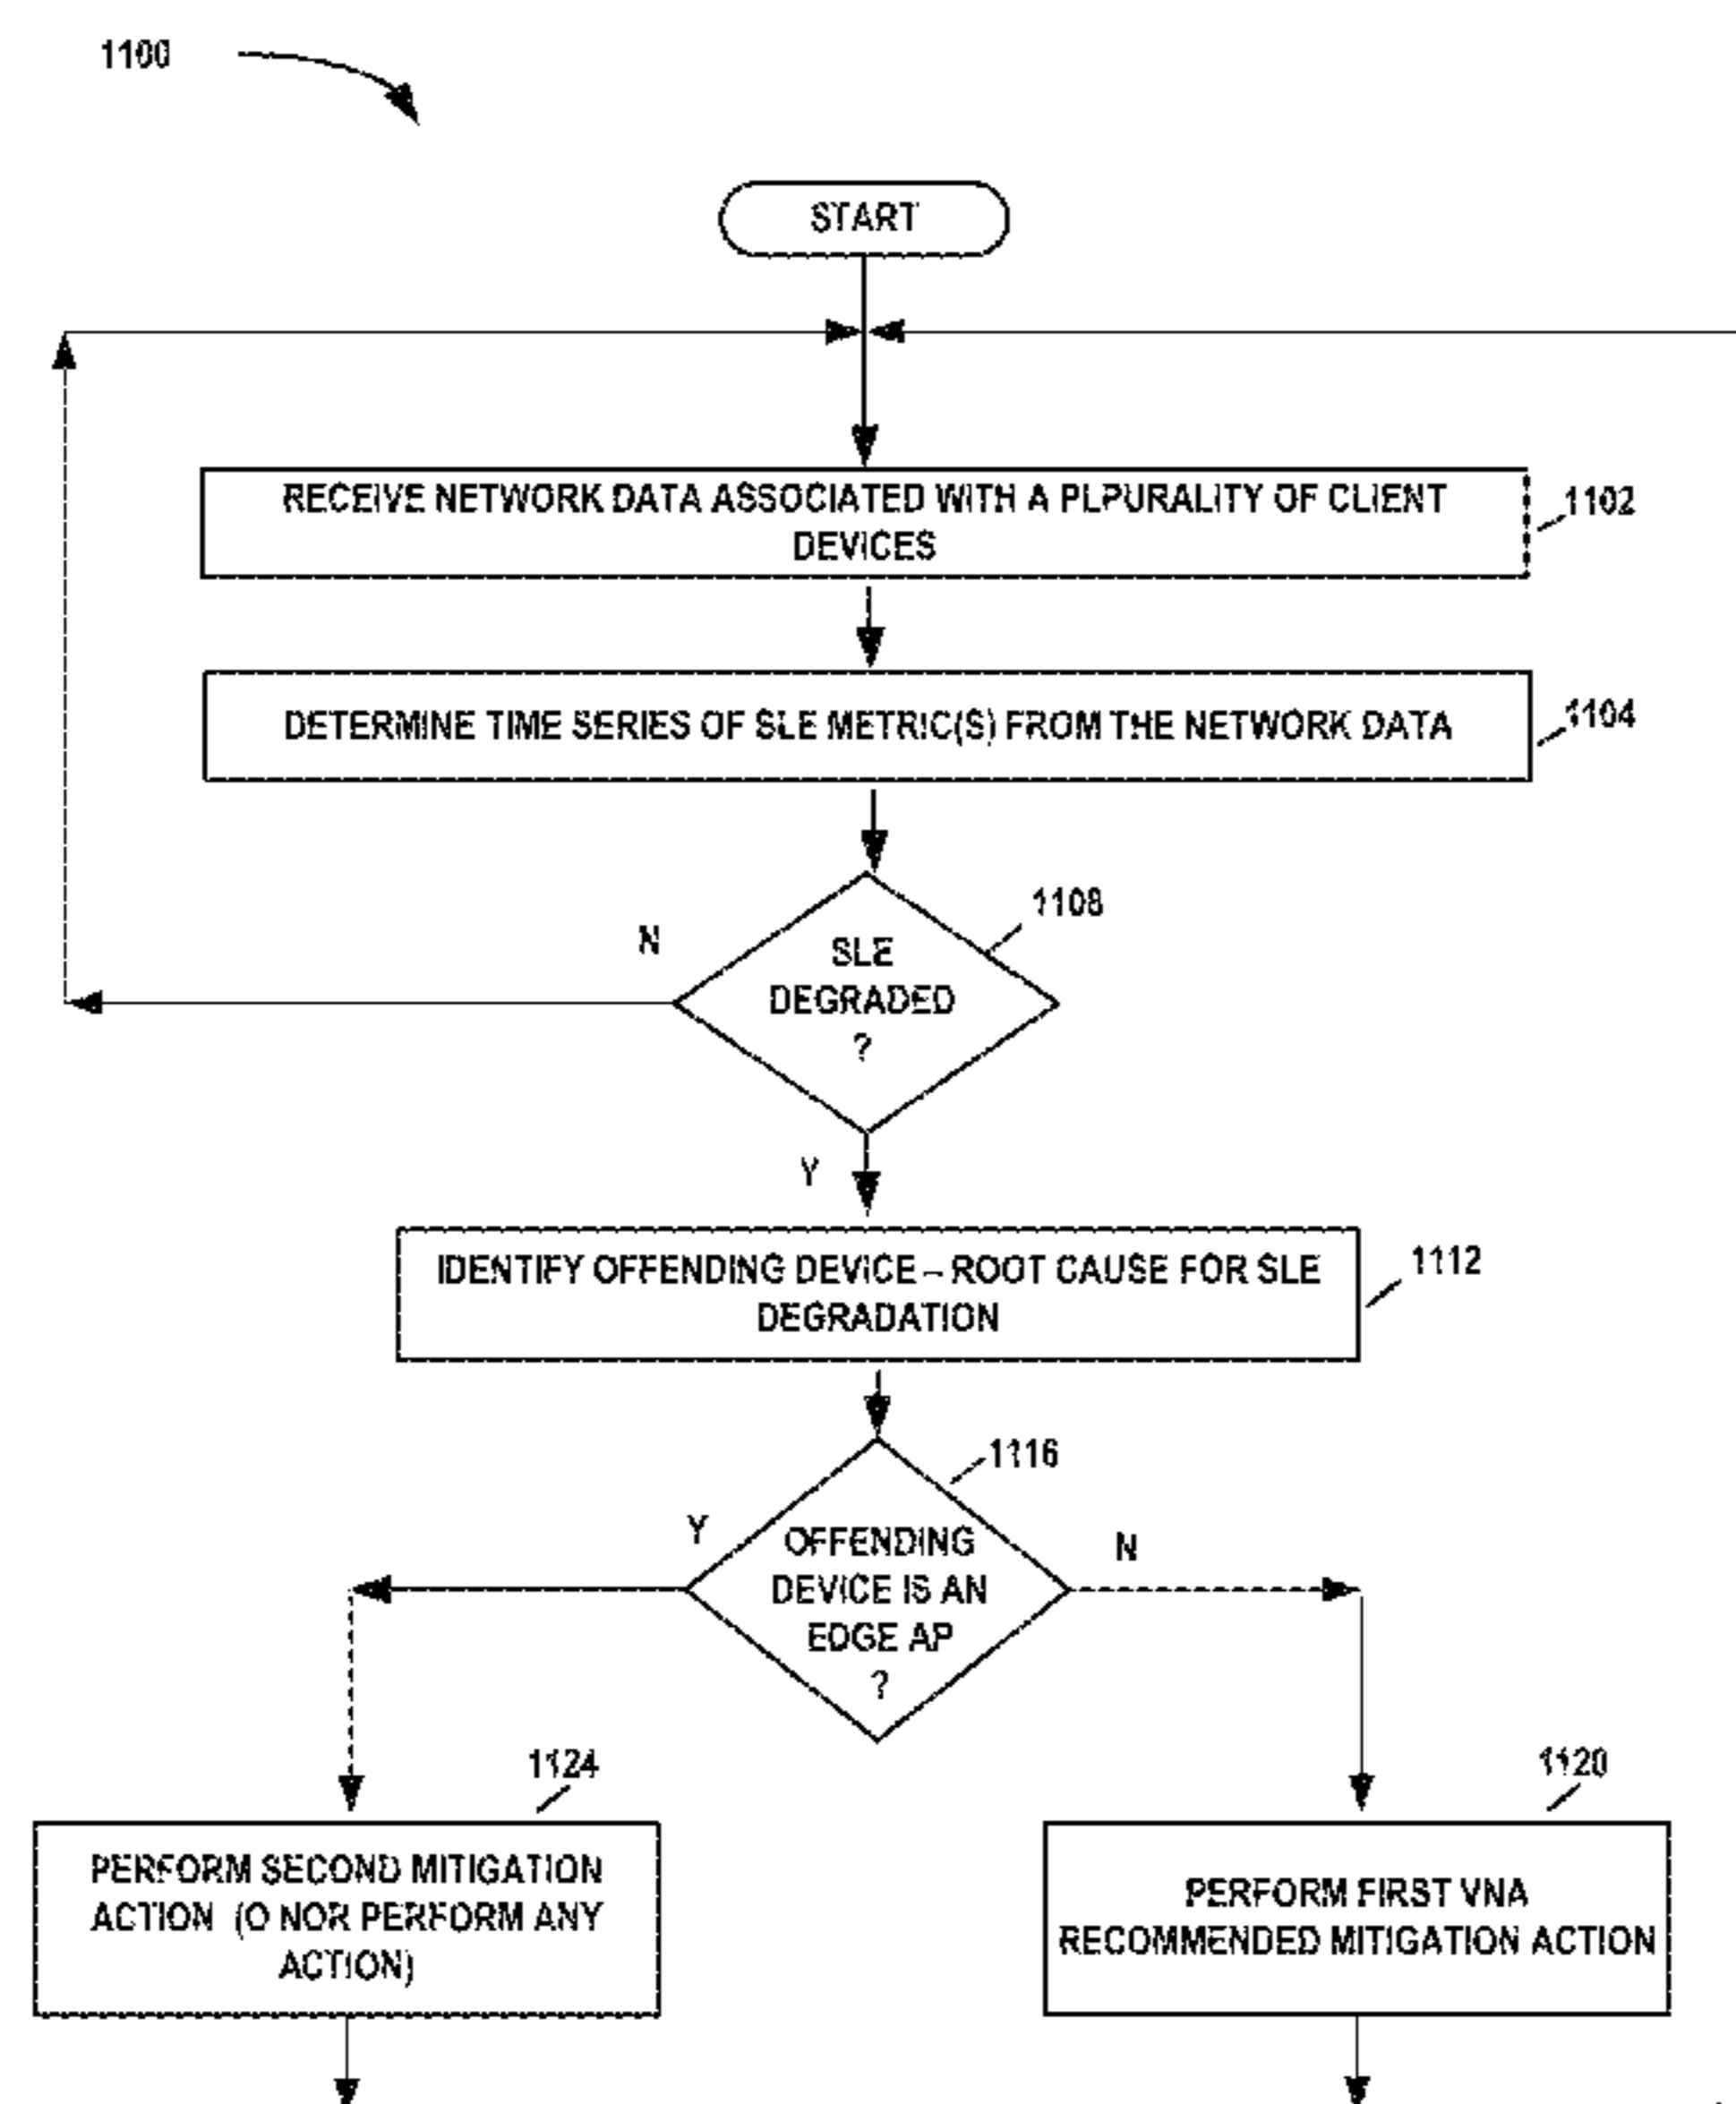 1100
START
RECEIVE NETWORK DATA ASSOCIATED WITH A PLPURALITY OF CLIENT
DEVICES
1102
DETERMINE TIME SERIES OF SLE METRIC(S) FROM THE NETWORK DATA
1104
1108
N
SLE
DEGRADED
?
Y
IDENTIFY OFFENDING DEVICE – ROOT CAUSE FOR SLE
DEGRADATION
1112
1116
Y
OFFENDING
DEVICE IS AN
EDGE AP
?
N
1124
PERFORM SECOND MITIGATION
ACTION (O NOR PERFORM ANY
ACTION)
1120
PERFORM FIRST VNA
RECOMMENDED MITIGATION ACTION